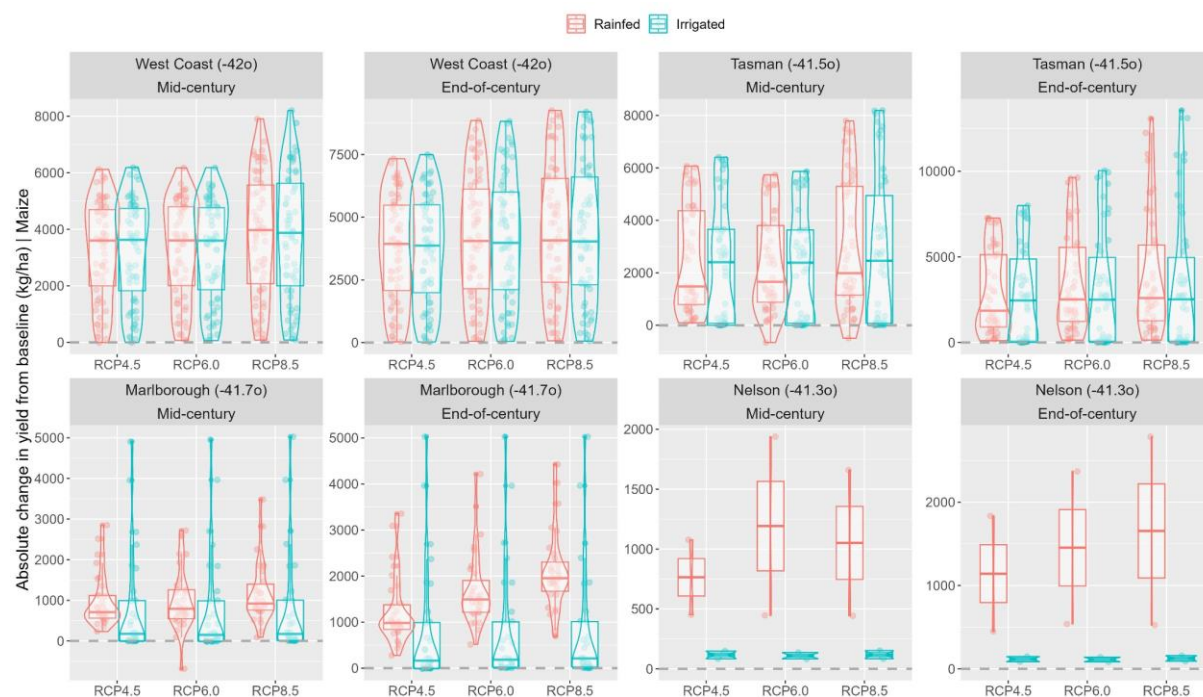 Rainfed Irrigated
Absolute change in yield from baseline (kg/ha) | Maize
West Coast (-42o)
Mid-century
8000
6000
4000
2000
0
RCP4.5 RCP6.0 RCP8.5
West Coast (-42o)
End-of-century
7500
5000
2500
0
RCP4.5 RCP6.0 RCP8.5
Tasman (-41.5o)
Mid-century
8000
6000
4000
2000
0
RCP4.5 RCP6.0 RCP8.5
Tasman (-41.5o)
End-of-century
10000
5000
0
RCP4.5 RCP6.0 RCP8.5
Marlborough (-41.7o)
Mid-century
5000
4000
3000
2000
1000
0
RCP4.5 RCP6.0 RCP8.5
Marlborough (-41.7o)
End-of-century
5000
4000
3000
2000
1000
0
RCP4.5 RCP6.0 RCP8.5
Nelson (-41.3o)
Mid-century
2000
1500
1000
500
0
RCP4.5 RCP6.0 RCP8.5
Nelson (-41.3o)
End-of-century
2000
1000
0
RCP4.5 RCP6.0 RCP8.5